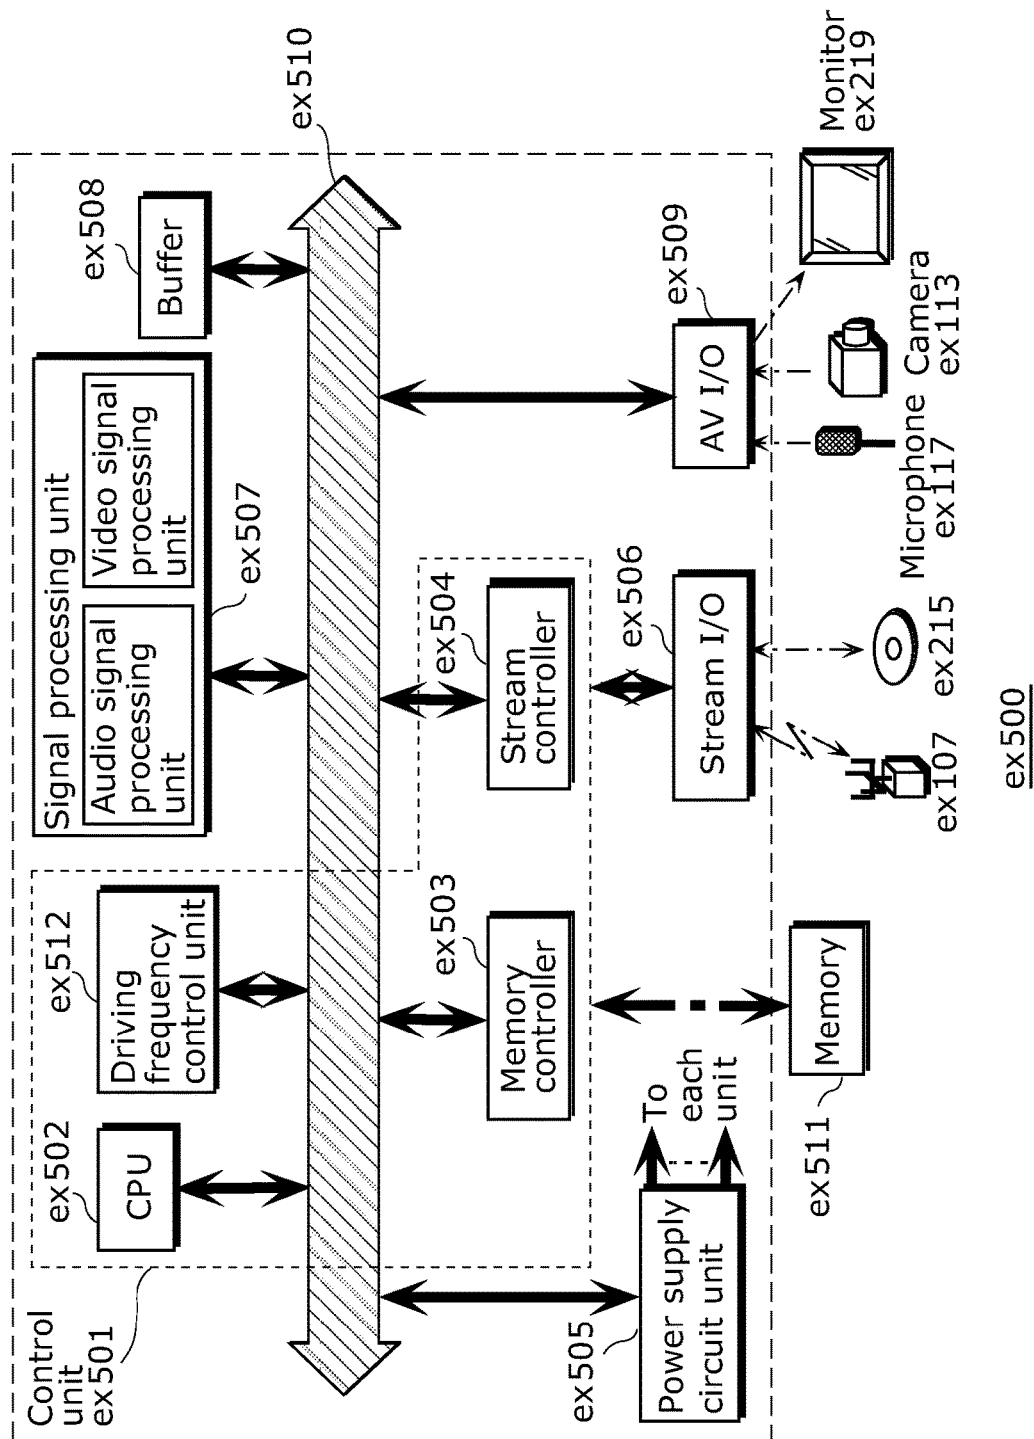 Control
unit
ex501
ex502
CPU
ex512
Driving
frequency
control unit
Signal processing unit
Audio signal
processing
unit
Video signal
processing
unit
ex507
ex508
Buffer
ex510
ex503
Memory
controller
ex504
Stream
controller
ex505
Power supply
circuit unit
To
each
unit
ex506
Stream I/O
ex509
AV I/O
ex511
Memory
ex107
ex215
Microphone
ex117
Camera
ex113
Monitor
ex219
ex500